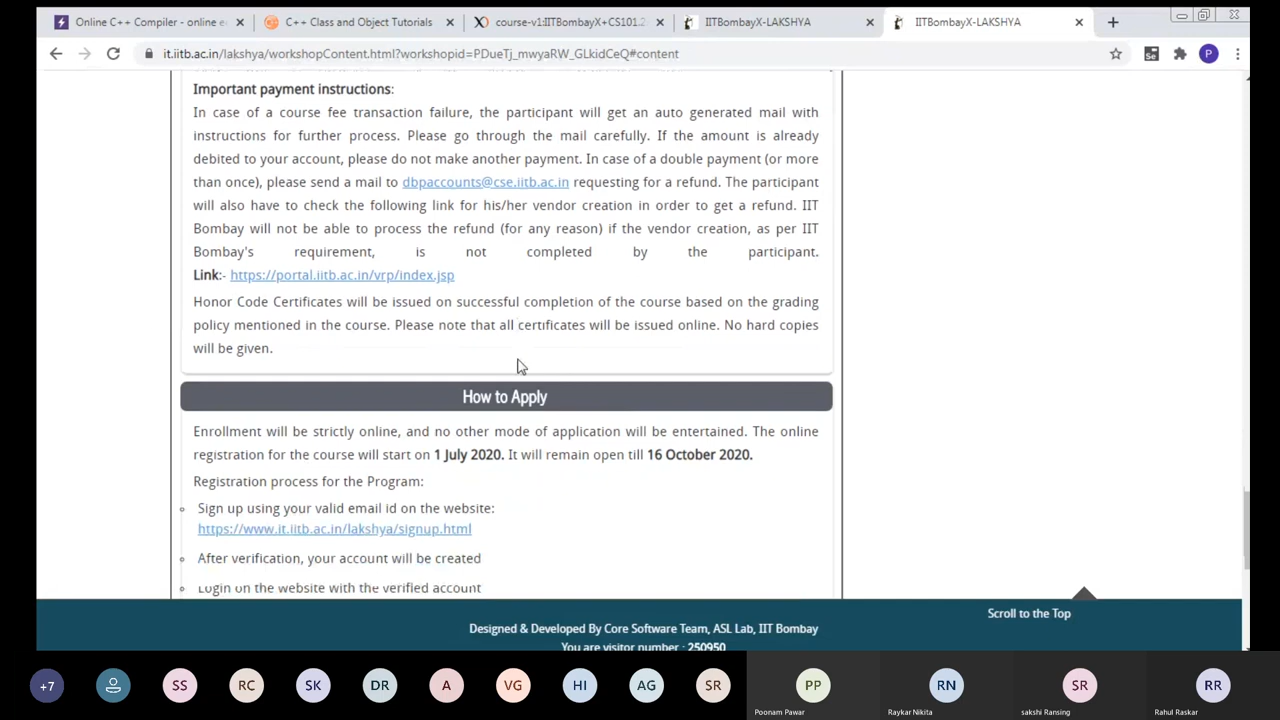 Online C++ Compiler - online e
C++ Class and Object Tutorials
course-v1:IITBombayX+CS101.2
IITBombayX-LAKSHYA
IITBombayX-LAKSHYA
it.iitb.ac.in/lakshya/workshopContent.html?workshopid=PDueTj_mwyaRW_GLkidCeQ#content
P
Important payment instructions:
In case of a course fee transaction failure, the participant will get an auto generated mail with
instructions for further process. Please go through the mail carefully. If the amount is already
debited to your account, please do not make another payment. In case of a double payment (or more
than once), please send a mail to dbpaccounts@cse.iitb.ac.in requesting for a refund. The participant
will also have to check the following link for his/her vendor creation in order to get a refund. IIT
Bombay will not be able to process the refund (for any reason) if the vendor creation, as per IIT
Bombay's requirement, is not completed by the participant.
Link:- https://portal.iitb.ac.in/vrp/index.jsp
Honor Code Certificates will be issued on successful completion of the course based on the grading
policy mentioned in the course. Please note that all certificates will be issued online. No hard copies
will be given.
How to Apply
Enrollment will be strictly online, and no other mode of application will be entertained. The online
registration for the course will start on 1 July 2020. It will remain open till 16 October 2020.
Registration process for the Program:
Sign up using your valid email id on the website:
https://www.it.iitb.ac.in/lakshya/signup.html
After verification, your account will be created
Login on the website with the verified account
Scroll to the Top
Designed & Developed By Core Software Team, ASL Lab, IIT Bombay
You are visitor number : 250950
+7 SS RC SK DR A VG HI AG SR PP RN SR RR
Poonam Pawar Raykar Nikita sakshi Ransing Rahul Raskar